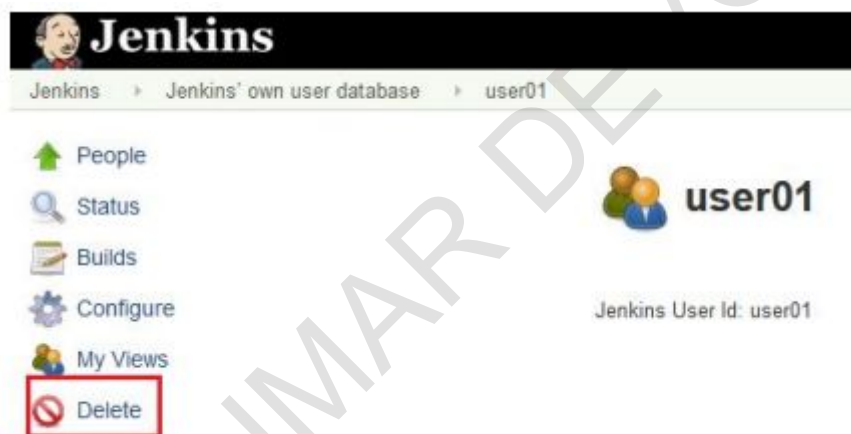 Jenkins
Jenkins Jenkins' own user database user01
People
Status
Builds
Configure
My Views
Delete
user01
Jenkins User Id: user01